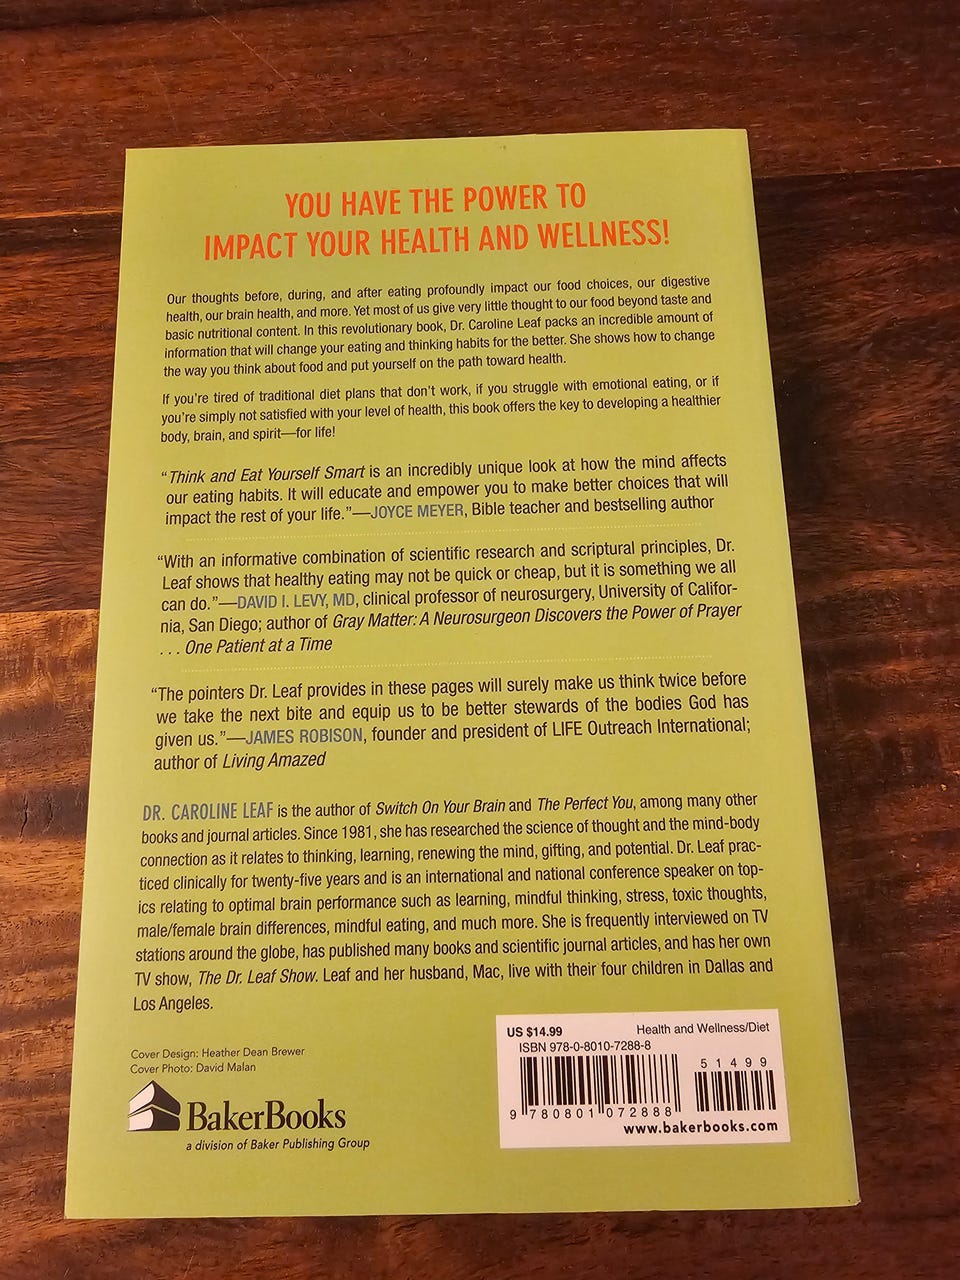 YOU HAVE THE POWER TO
IMPACT YOUR HEALTH AND WELLNESS!
Our thoughts before, during, and after eating profoundly impact our food choices, our digestive
health, our brain health, and more. Yet most of us give very little thought to our food beyond taste and
basic nutritional content. In this revolutionary book, Dr. Caroline Leaf packs an incredible amount of
information that will change your eating and thinking habits for the better. She shows how to change
the way you think about food and put yourself on the path toward health.
If you're tired of traditional diet plans that don't work, if you struggle with emotional eating, or if
you're simply not satisfied with your level of health, this book offers the key to developing a healthier
body, brain, and spirit—for life!
"Think and Eat Yourself Smart is an incredibly unique look at how the mind affects
our eating habits. It will educate and empower you to make better choices that will
impact the rest of your life."—JOYCE MEYER, Bible teacher and bestselling author
"With an informative combination of scientific research and scriptural principles, Dr.
Leaf shows that healthy eating may not be quick or cheap, but it is something we all
can do."—DAVID I. LEVY, MD, clinical professor of neurosurgery, University of Califor-
nia, San Diego; author of Gray Matter: A Neurosurgeon Discovers the Power of Prayer
. . . One Patient at a Time
"The pointers Dr. Leaf provides in these pages will surely make us think twice before
we take the next bite and equip us to be better stewards of the bodies God has
given us."—JAMES ROBISON, founder and president of LIFE Outreach International;
author of Living Amazed
DR. CAROLINE LEAF is the author of Switch On Your Brain and The Perfect You, among many other
books and journal articles. Since 1981, she has researched the science of thought and the mind-body
connection as it relates to thinking, learning, renewing the mind, gifting, and potential. Dr. Leaf prac-
ticed clinically for twenty-five years and is an international and national conference speaker on top-
ics relating to optimal brain performance such as learning, mindful thinking, stress, toxic thoughts,
male/female brain differences, mindful eating, and much more. She is frequently interviewed on TV
stations around the globe, has published many books and scientific journal articles, and has her own
TV show, The Dr. Leaf Show. Leaf and her husband, Mac, live with their four children in Dallas and
Los Angeles.
Cover Design: Heather Dean Brewer
Cover Photo: David Malan
BakerBooks
a division of Baker Publishing Group
US $14.99 Health and Wellness/Diet
ISBN 978-0-8010-7288-8
5 1 4 9 9
9 780801 072888
www.bakerbooks.com